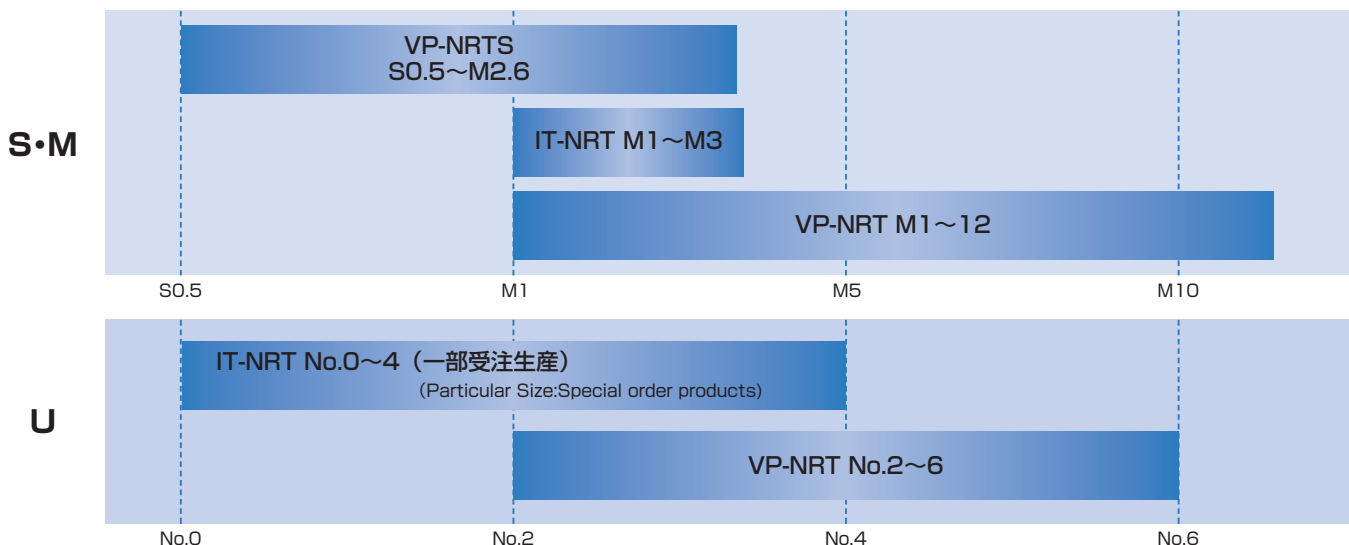 S・M
VP-NRTS
S0.5～M2.6
IT-NRT M1～M3
VP-NRT M1～12
S0.5
M1
M5
M10
U
IT-NRT No.0～4（一部受注生産）
(Particular Size:Special order products)
VP-NRT No.2～6
No.0
No.2
No.4
No.6